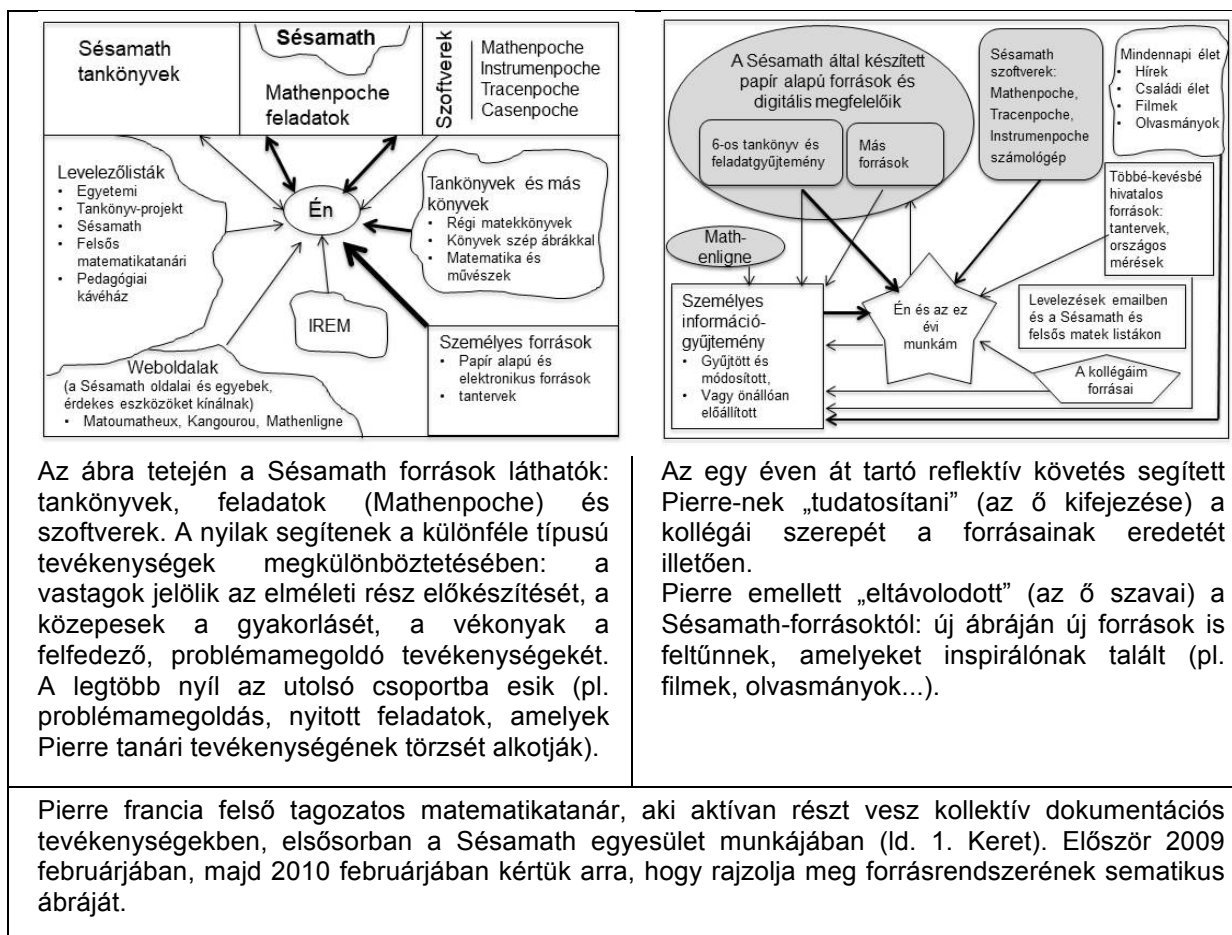 Sésamath
tankönyvek
Sésamath
Mathenpoche
feladatok
Szoftverek
Mathenpoche
Instrumenpoche
Tracenpoche
Casenpoche
Levelezőlisták
• Egyetemi
• Tankönyv-projekt
• Sésamath
• Felsős
matematikatanári
• Pedagógiai
kávéház
Én
Tankönyvek és más
könyvek
• Régi matekkönyvek
• Könyvek szép ábrákkal
• Matematika és
művészek
IREM
Személyes források
• Papír alapú és
elektronikus források
• tantervek
Weboldalak
(a Sésamath oldalai és egyebek,
érdekes eszközöket kínálnak)
• Matoumatheux, Kangourou, Mathenligne
A Sésamath által készített
papír alapú források és
digitális megfelelőik
6-os tankönyv és
feladatgyűjtemény
Más
források
Sésamath
szoftverek:
Mathenpoche,
Tracenpoche,
Instrumenpoche
számológép
Mindennapi élet
• Hírek
• Családi élet
• Filmek
• Olvasmányok
Többé-kevésbé
hivatalos
források:
tantervek,
országos
mérések
Math-
enligne
Személyes
információ-
gyűjtemény
• Gyűjtött és
módosított,
• Vagy önállóan
előállított
Én és az ez
évi
munkám
Levelezések emailben
és a Sésamath és
felsős matek listákon
A kollégáim
forrásai
Az ábra tetején a Sésamath források láthatók:
tankönyvek, feladatok (Mathenpoche) és
szoftverek. A nyilak segítenek a különféle típusú
tevékenységek megkülönböztetésében: a
vastagok jelölik az elméleti rész előkészítését, a
közepesek a gyakorlásét, a vékonyak a
felfedező, problémamegoldó tevékenységekét.
A legtöbb nyíl az utolsó csoportba esik (pl.
problémamegoldás, nyitott feladatok, amelyek
Pierre tanári tevékenységének törzsét alkotják).
Az egy éven át tartó reflektív követés segített
Pierre-nek „tudatosítani” (az ő kifejezése) a
kollégái szerepét a forrásainak eredetét
illetően.
Pierre emellett „eltávolodott” (az ő szavai) a
Sésamath-forrásoktól: új ábráján új források is
feltűnnek, amelyeket inspirálónak talált (pl.
filmek, olvasmányok...).
Pierre francia felső tagozatos matematikatanár, aki aktívan részt vesz kollektív dokumentációs
tevékenységekben, elsősorban a Sésamath egyesület munkájában (ld. 1. Keret). Először 2009
februárjában, majd 2010 februárjában kértük arra, hogy rajzolja meg forrásrendszerének sematikus
ábráját.